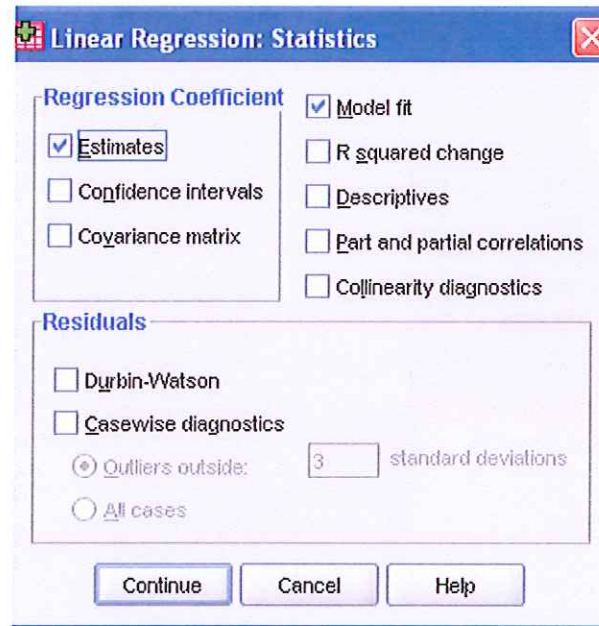 Linear Regression: Statistics
Regression Coefficient
Estimates
Confidence intervals
Covariance matrix
Model fit
R squared change
Descriptives
Part and partial correlations
Collinearity diagnostics
Residuals
Durbin-Watson
Casewise diagnostics
Outliers outside: 3 standard deviations
All cases
Continue Cancel Help